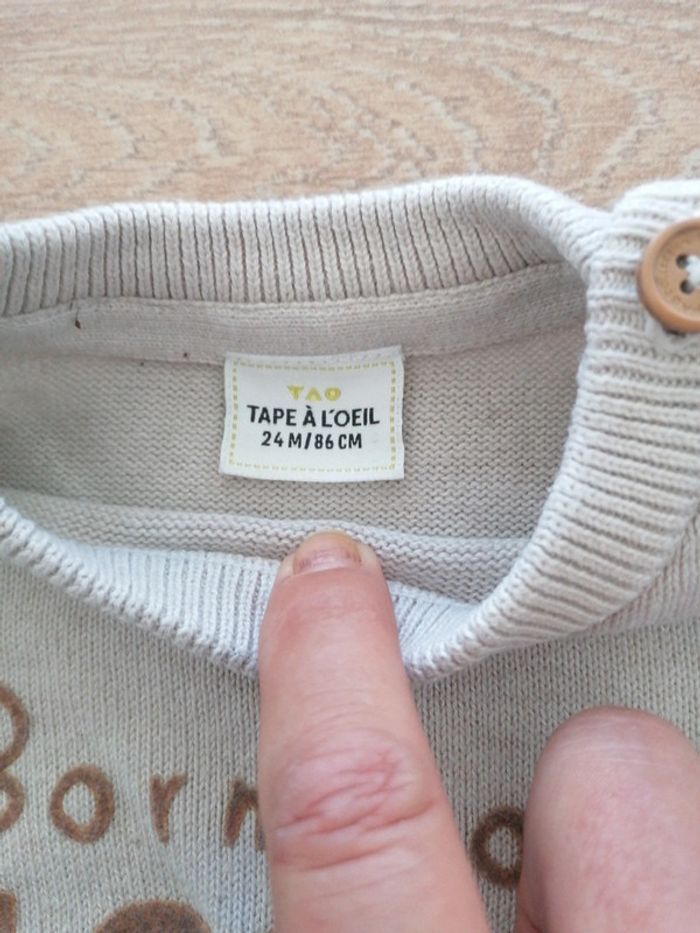 TAO
TAPE À L'OEIL
24 M/86 CM
Born